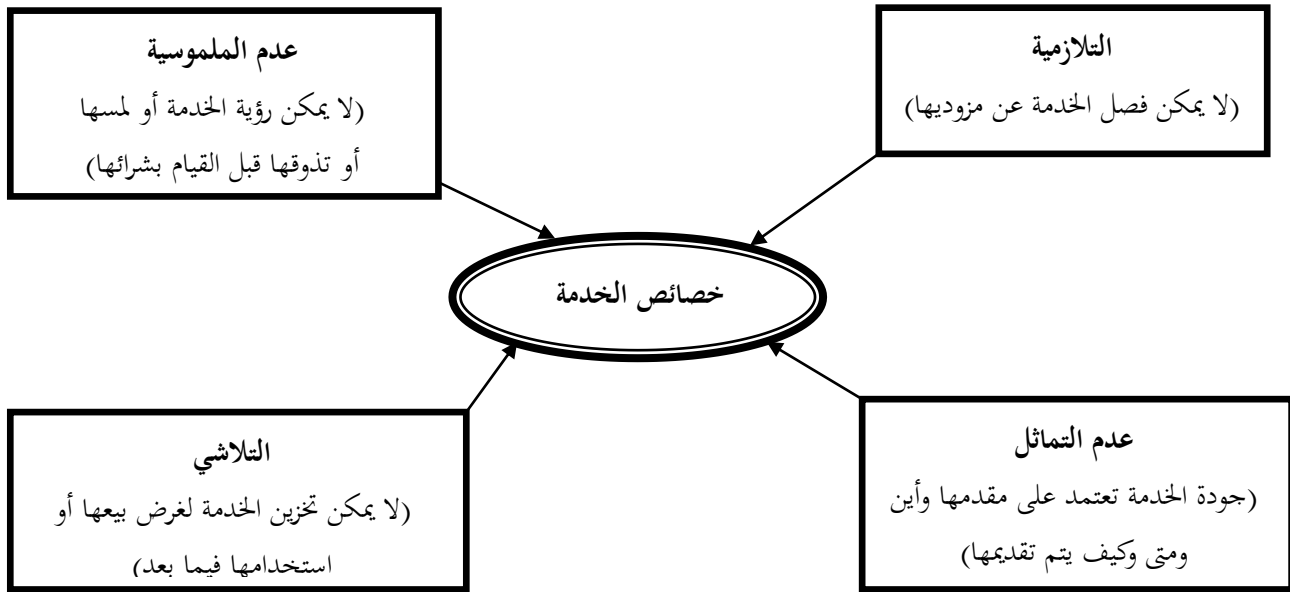 التلازمية
(لا يمكن فصل الخدمة عن مزوديها)
عدم الملموسية
(لا يمكن رؤية الخدمة أو لمسها
أو تذوقها قبل القيام بشرائها)
خصائص الخدمة
عدم التماثل
(جودة الخدمة تعتمد على مقدمها وأين
ومتى وكيف يتم تقديمها)
التلاشي
(لا يمكن تخزين الخدمة لغرض بيعها أو
استخدامها فيما بعد)